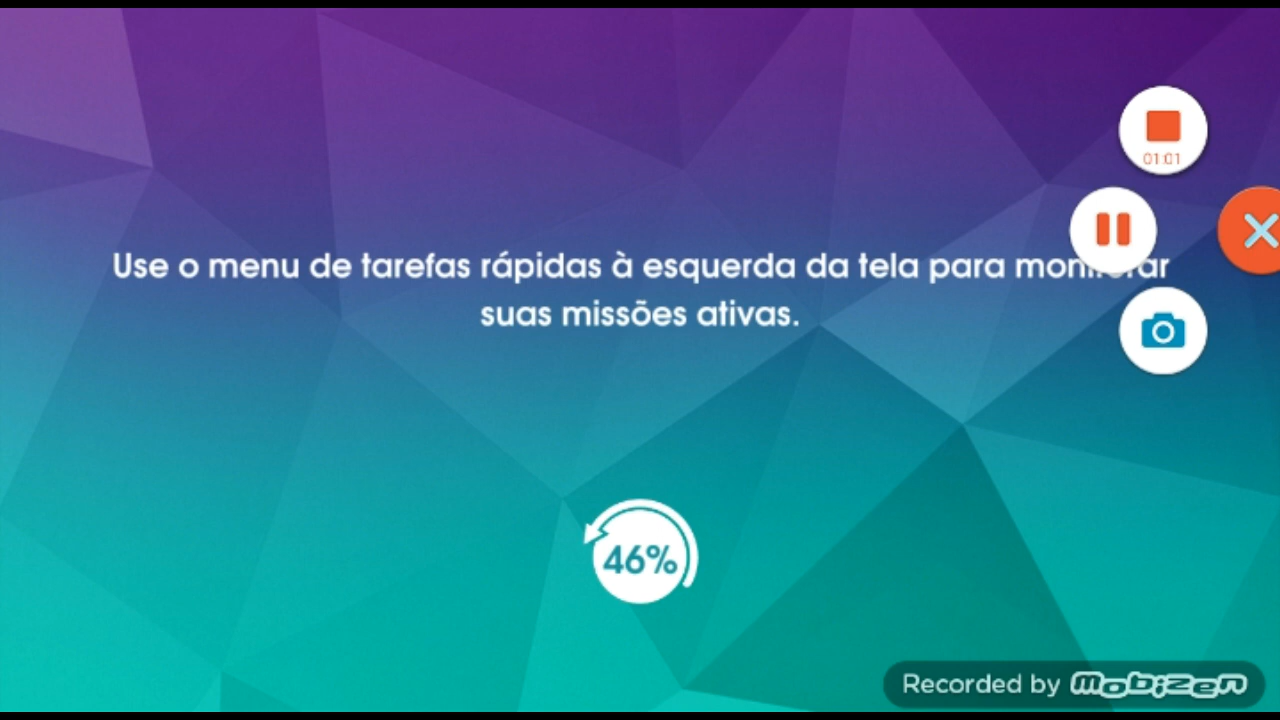 01:01
Use o menu de tarefas rápidas à esquerda da tela para
suas missões ativas.
46%
Recorded by mobizen